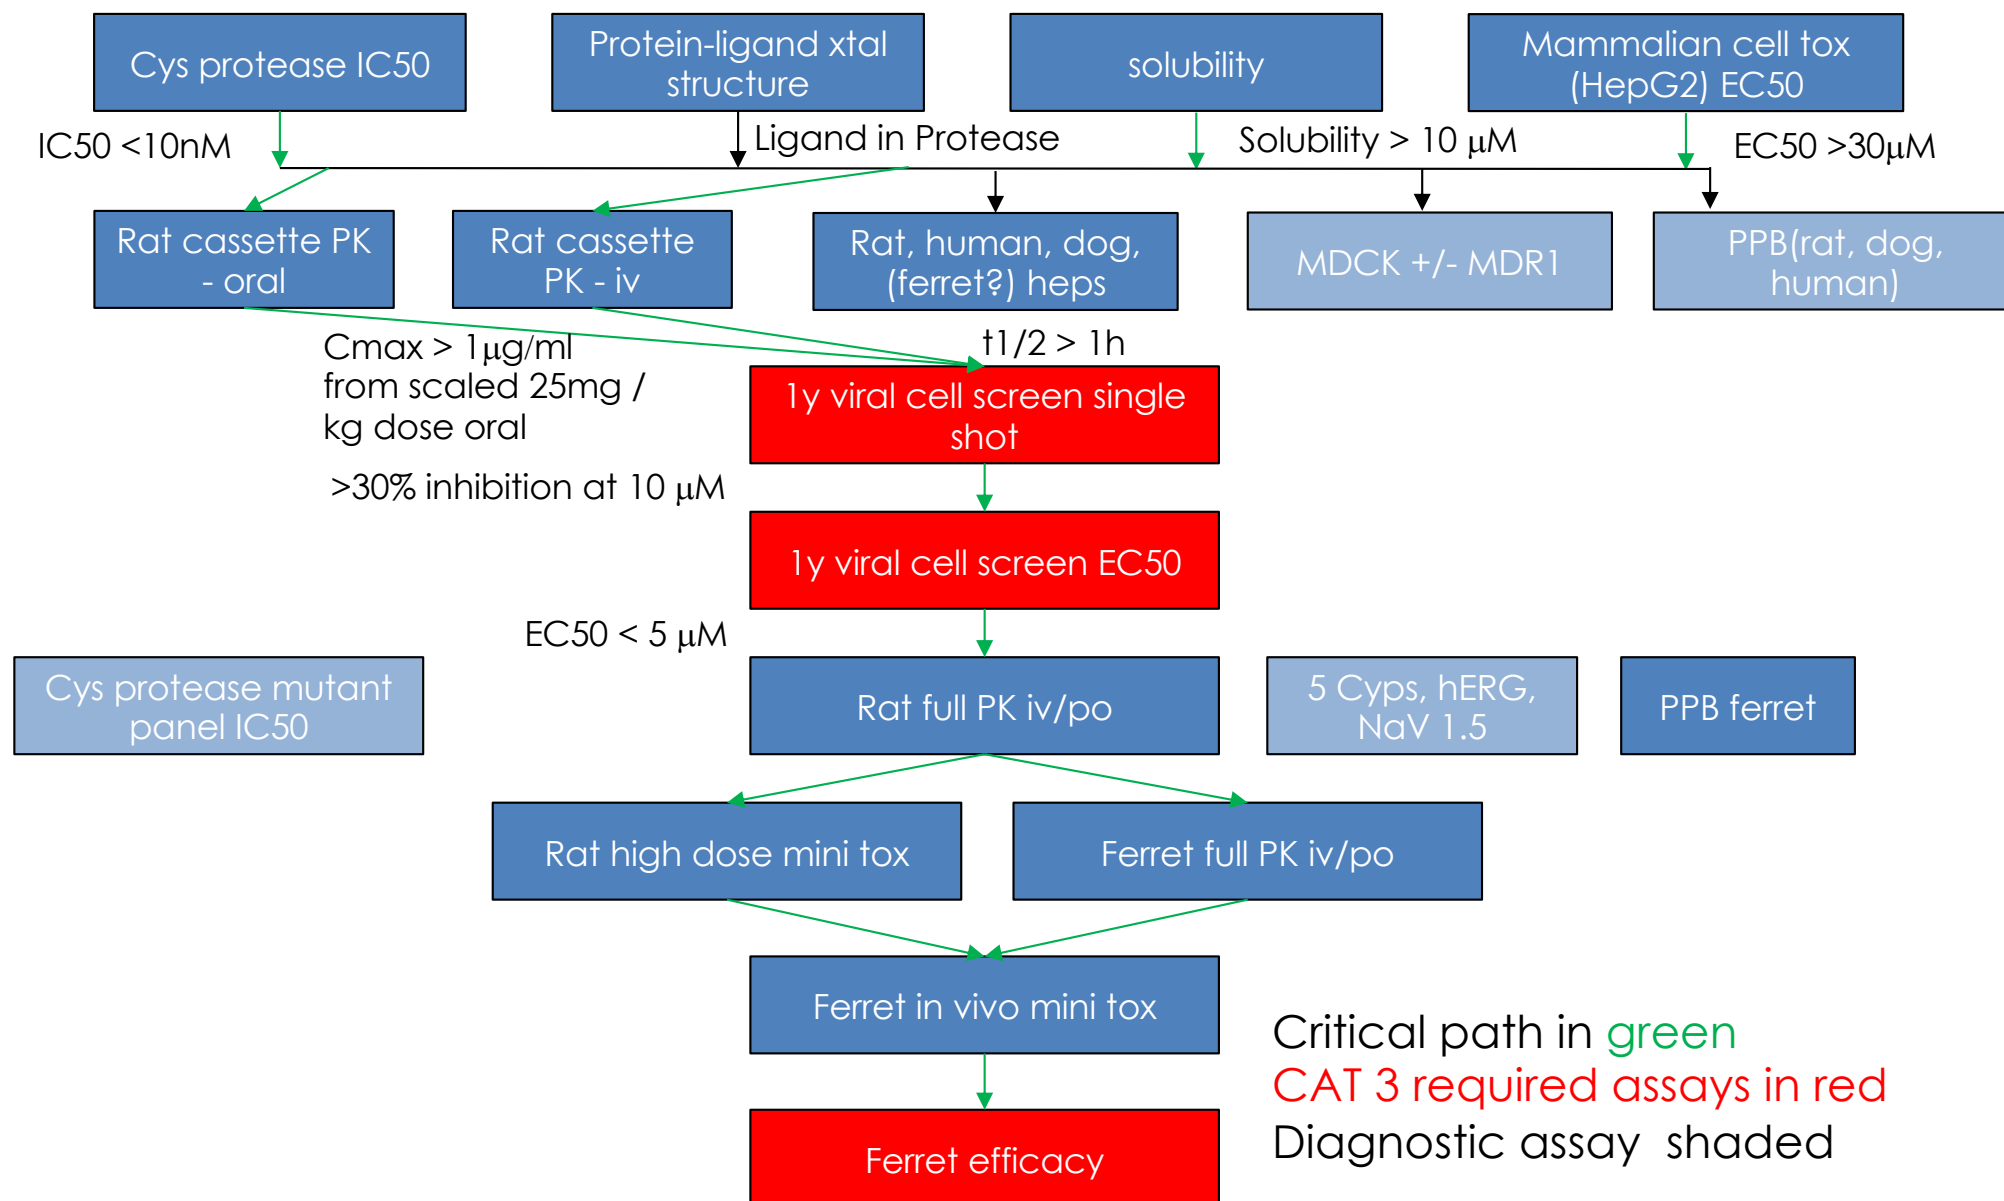 Cys protease IC50
Protein-ligand xtal
structure
solubility
Mammalian cell tox
(HepG2) EC50
IC50 <10nM
Ligand in Protease
Solubility > 10 μM
EC50 >30μM
Rat cassette PK
- oral
Rat cassette
PK - iv
Rat, human, dog,
(ferret?) heps
MDCK +/- MDR1
PPB(rat, dog,
human)
Cmax > 1μg/ml
from scaled 25mg /
kg dose oral
t1/2 > 1h
1y viral cell screen single
shot
>30% inhibition at 10 μM
1y viral cell screen EC50
EC50 < 5 μM
Cys protease mutant
panel IC50
Rat full PK iv/po
5 Cyps, hERG,
NaV 1.5
PPB ferret
Rat high dose mini tox
Ferret full PK iv/po
Ferret in vivo mini tox
Critical path in green
CAT 3 required assays in red
Diagnostic assay shaded
Ferret efficacy